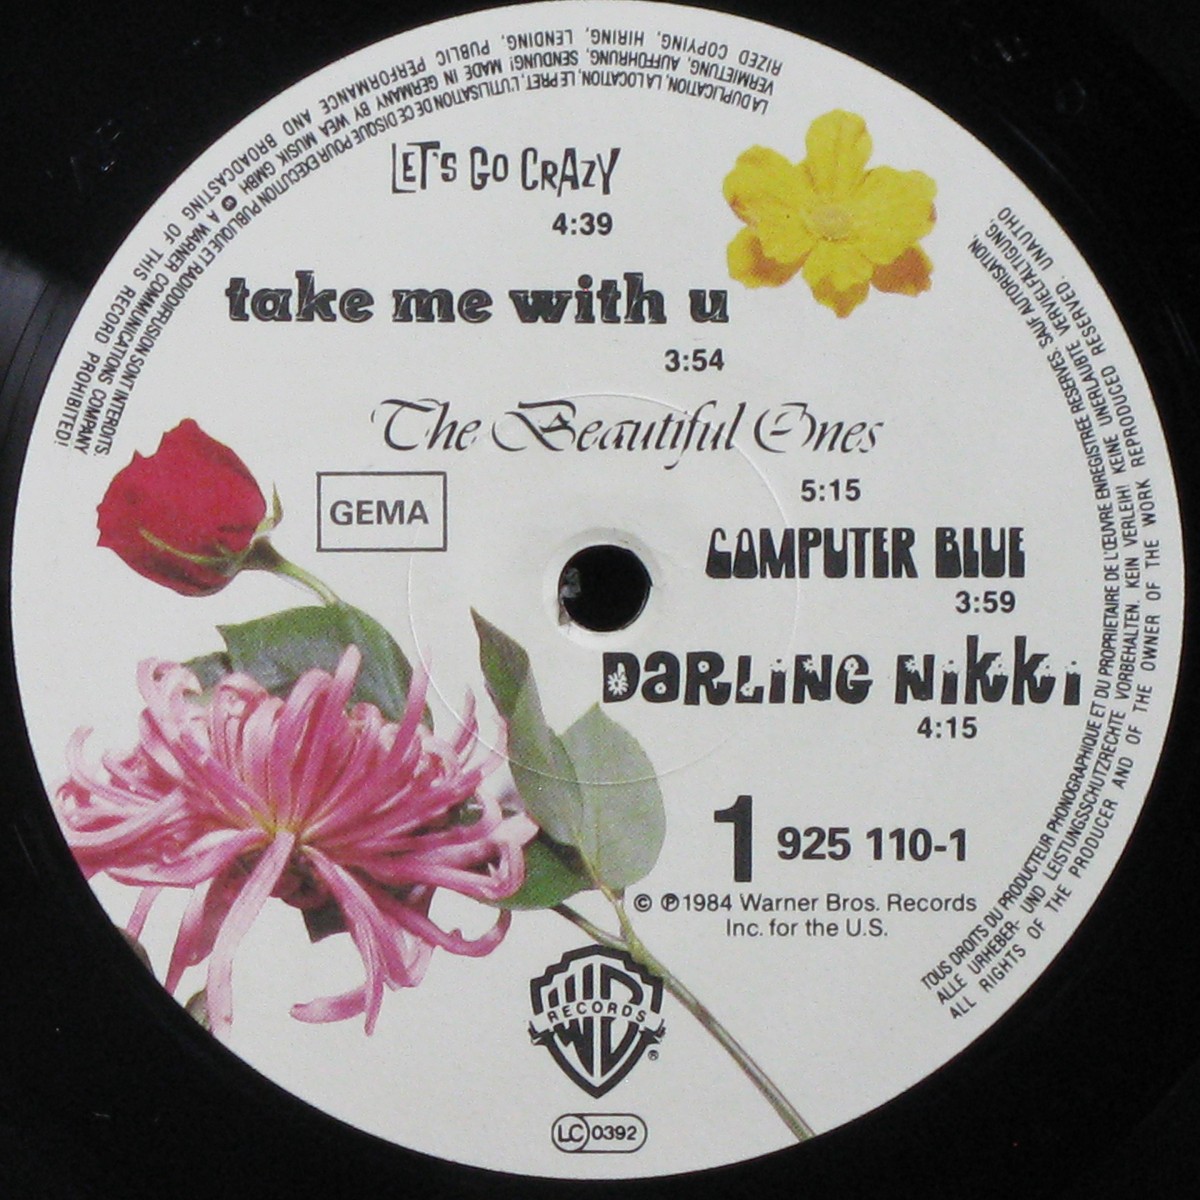 LET'S GO CRAZY
4:39
take me with u
3:54
The Beautiful Ones
5:15
GEMA
COMPUTER BLUE
3:59
DARLING NIKKI
4:15
1 925 110-1
© ℗ 1984 Warner Bros. Records
Inc. for the U.S.
RECORDS
®
LC 0392
TOUS DROITS DU PRODUCTEUR PHONOGRAPHIQUE ET DU PROPRIETAIRE DE L'ŒUVRE ENREGISTREE RESERVES. SAUF AUTORISATION,
LA DUPLICATION, LA LOCATION, LE PRET, L'UTILISATION DE CE DISQUE POUR EXECUTION PUBLIQUE ET RADIODIFFUSION SONT INTERDITS.
ALLE URHEBER- UND LEISTUNGSSCHUTZRECHTE VORBEHALTEN. KEIN VERLEIH! KEINE UNERLAUBTE VERVIELFÄLTIGUNG,
VERMIETUNG, AUFFÜHRUNG, SENDUNG! MADE IN GERMANY BY WEA MUSIK GMBH A WARNER COMMUNICATIONS COMPANY
ALL RIGHTS OF THE PRODUCER AND OF THE OWNER OF THE WORK REPRODUCED RESERVED. UNAUTHO
RIZED COPYING, HIRING, LENDING, PUBLIC PERFORMANCE AND BROADCASTING OF THIS RECORD PROHIBITED!